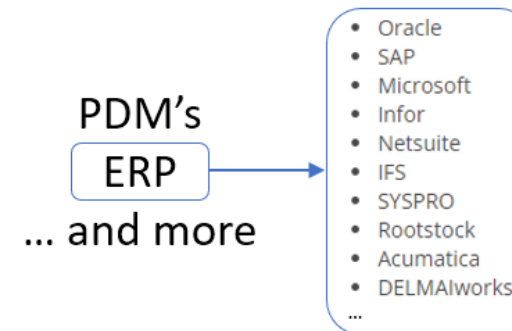 PDM's
ERP
... and more
• Oracle
• SAP
• Microsoft
• Infor
• Netsuite
• IFS
• SYSPRO
• Rootstock
• Acumatica
• DELMAIworks
...